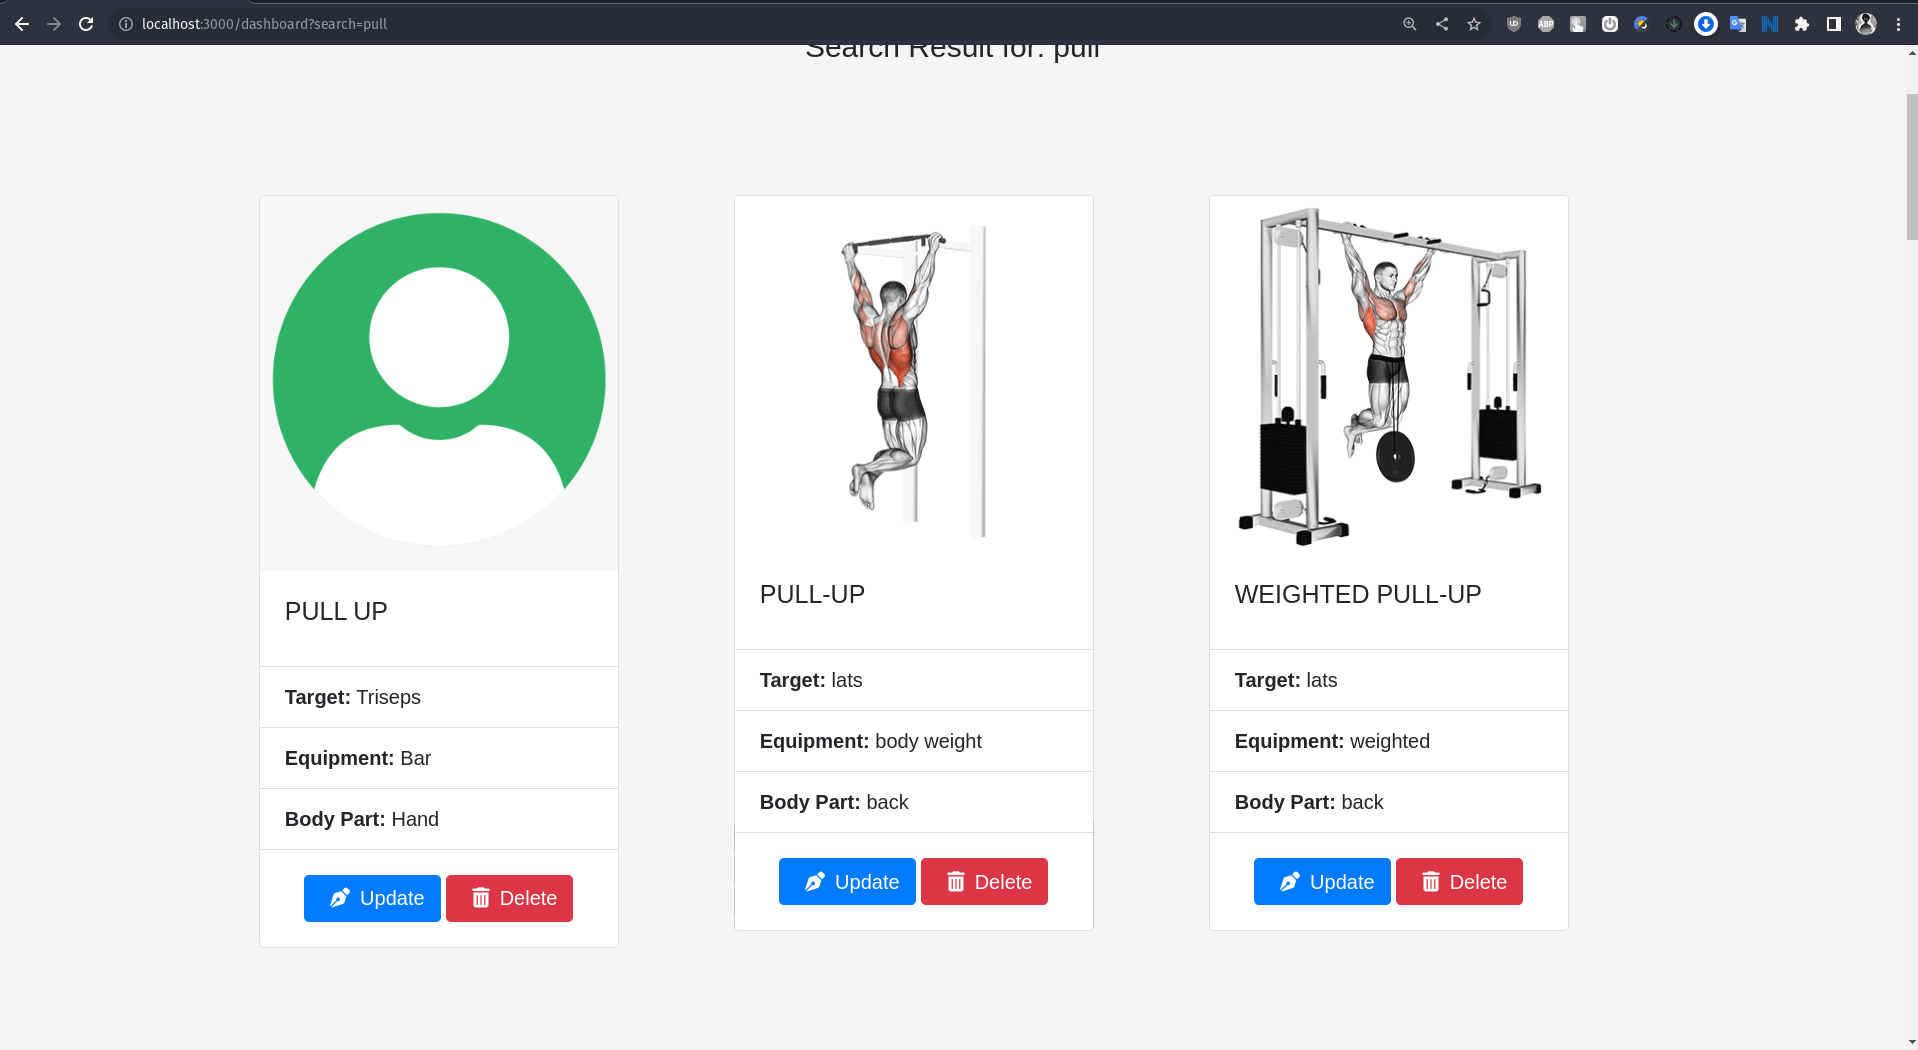 localhost:3000/dashboard?search=pull
Search Result for: pull
PULL UP
Target: Triseps
Equipment: Bar
Body Part: Hand
Update Delete
PULL-UP
Target: lats
Equipment: body weight
Body Part: back
Update Delete
WEIGHTED PULL-UP
Target: lats
Equipment: weighted
Body Part: back
Update Delete